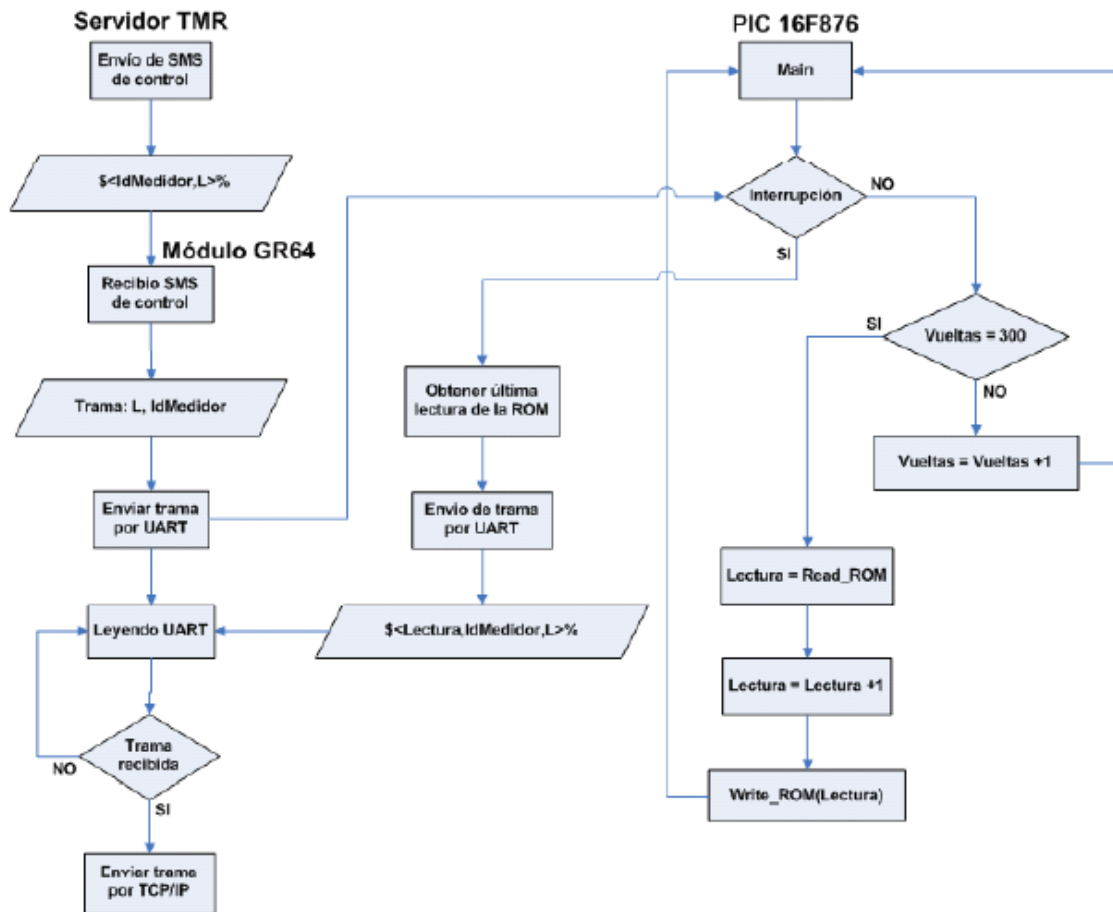 Servidor TMR
Envío de SMS
de control
$<IdMedidor,L>%
Módulo GR64
Recibio SMS
de control
Trama: L, IdMedidor
Enviar trama
por UART
Leyendo UART
Trama
recibida
NO
SI
Enviar trama
por TCP/IP
Obtener última
lectura de la ROM
Envio de trama
por UART
$<Lectura,IdMedidor,L>%
PIC 16F876
Main
Interrupción
NO
SI
Vueltas = 300
SI
NO
Vueltas = Vueltas +1
Lectura = Read_ROM
Lectura = Lectura +1
Write_ROM(Lectura)